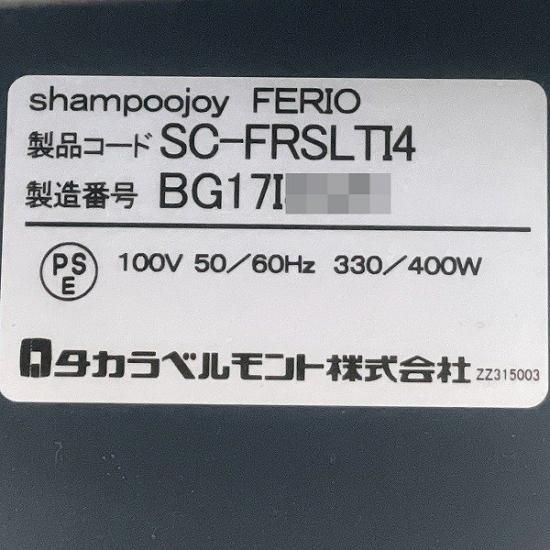 shampoojoy FERIO
製品コード SC-FRSLTI4
製造番号 BG17I
PSE 100V 50/60Hz 330/400W
タカラベルモント株式会社 ZZ315003